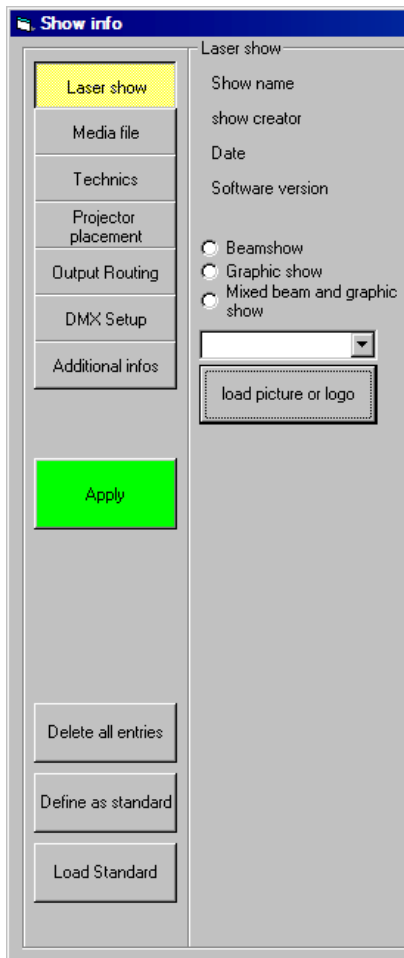 Show info
Laser show
Media file
Technics
Projector
placement
Output Routing
DMX Setup
Additional infos
Apply
Delete all entries
Define as standard
Load Standard
Laser show
Show name
show creator
Date
Software version
Beamshow
Graphic show
Mixed beam and graphic
show
load picture or logo